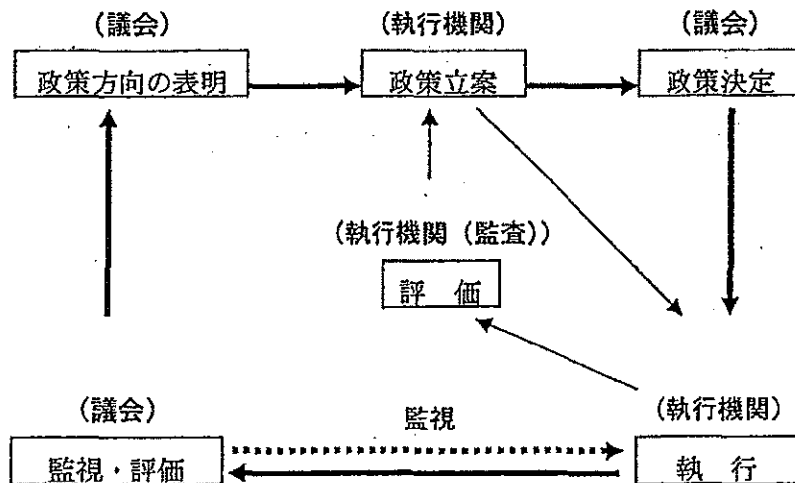 (議会)
(執行機関)
(議会)
政策方向の表明
政策立案
政策決定
(執行機関(監査))
評 価
(議会)
監視
(執行機関)
監視・評価
執 行